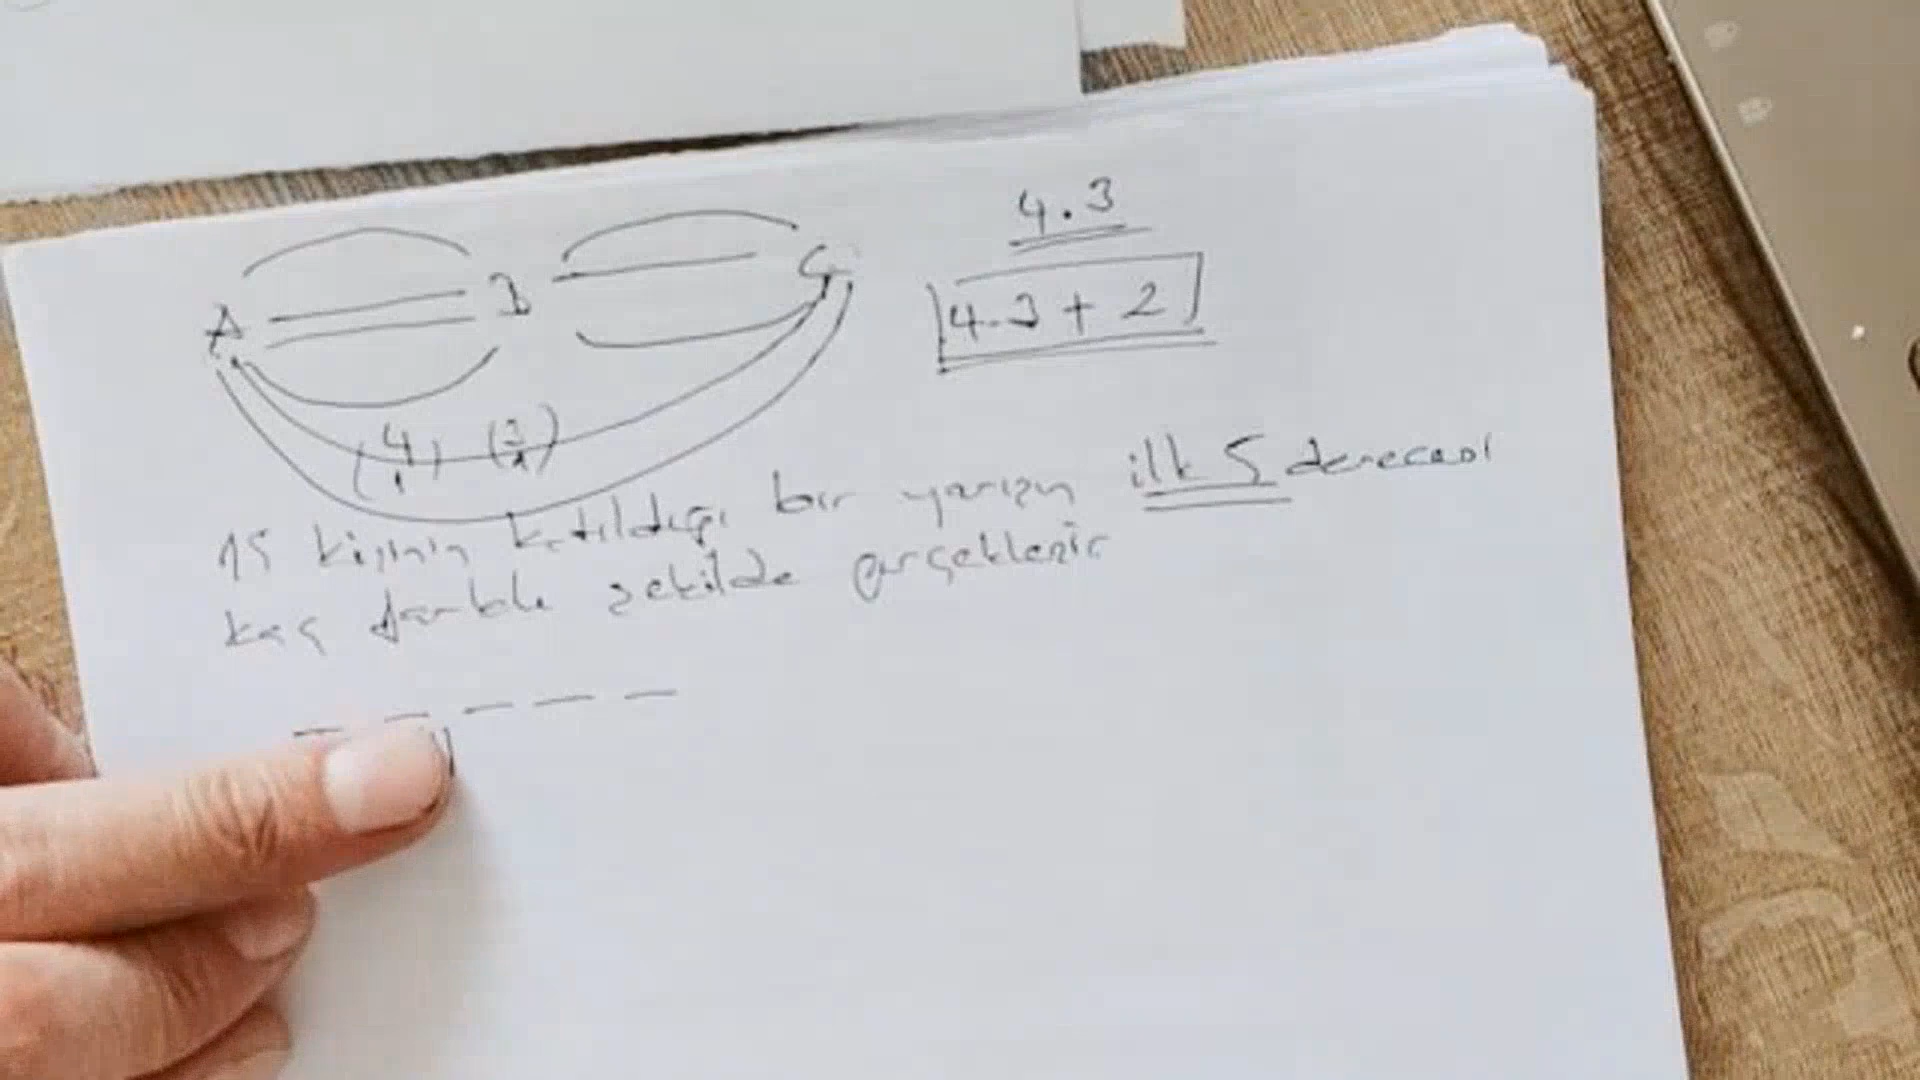 4.3
A B C
4.3+2
(4 1) (3 1)
15 kişinin katıldığı bir yarışın ilk 5 derecesi
kaç farklı şekilde gerçekleşir